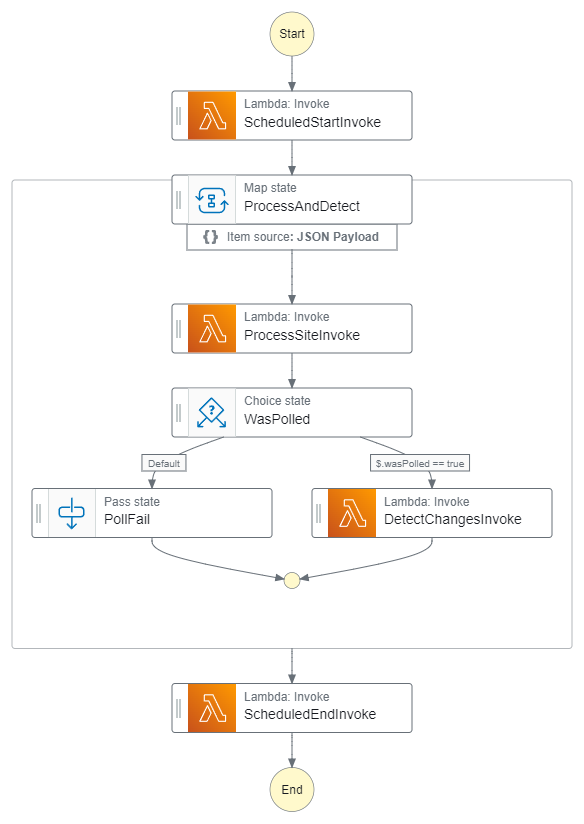 Start
Lambda: Invoke
ScheduledStartInvoke
Map state
ProcessAndDetect
{} Item source: JSON Payload
Lambda: Invoke
ProcessSiteInvoke
Choice state
WasPolled
Default
$.wasPolled == true
Pass state
PollFail
Lambda: Invoke
DetectChangesInvoke
Lambda: Invoke
ScheduledEndInvoke
End